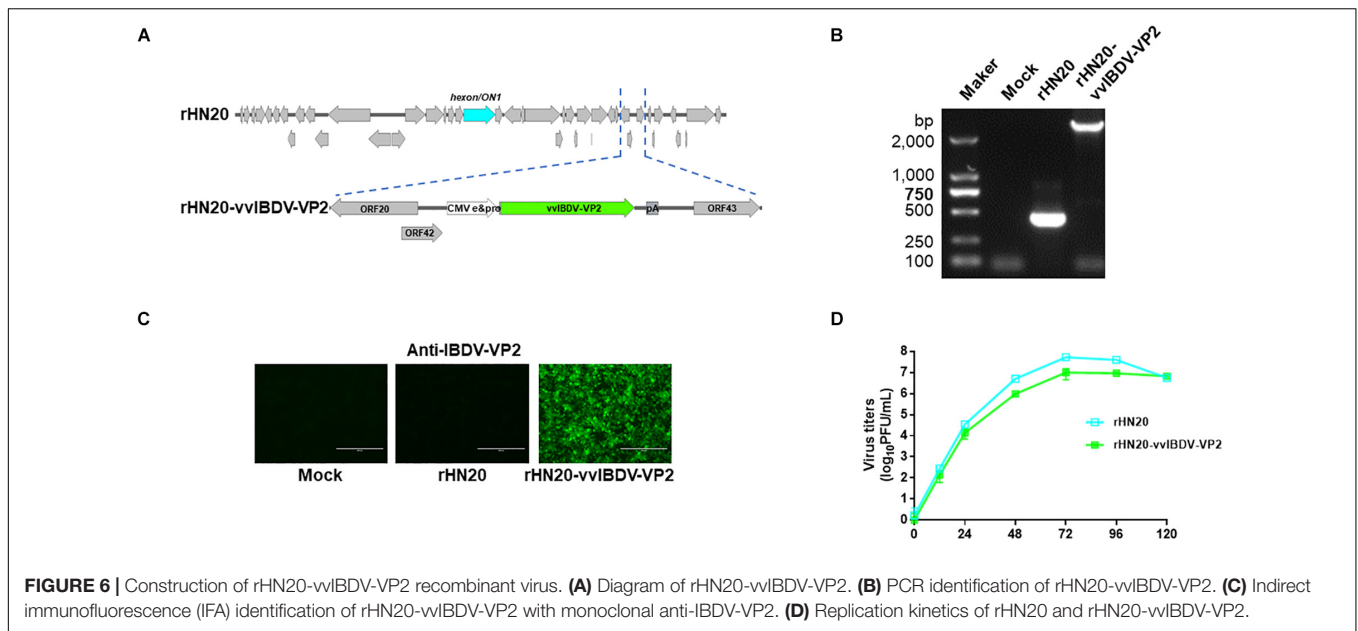 A
hexon/ON1
rHN20
rHN20-vvIBDV-VP2
ORF20
CMV e&pro
vvIBDV-VP2
pA
ORF43
ORF42
B
Maker
Mock
rHN20
rHN20-
vvIBDV-VP2
bp
2,000
1,000
750
500
250
100
C
Anti-IBDV-VP2
Mock
rHN20
rHN20-vvIBDV-VP2
D
Virus titers
(log10PFU/mL)
8
7
6
5
4
3
2
1
0
0
24
48
72
96
120
rHN20
rHN20-vvIBDV-VP2
FIGURE 6 | Construction of rHN20-vvIBDV-VP2 recombinant virus. (A) Diagram of rHN20-vvIBDV-VP2. (B) PCR identification of rHN20-vvIBDV-VP2. (C) Indirect
immunofluorescence (IFA) identification of rHN20-vvIBDV-VP2 with monoclonal anti-IBDV-VP2. (D) Replication kinetics of rHN20 and rHN20-vvIBDV-VP2.